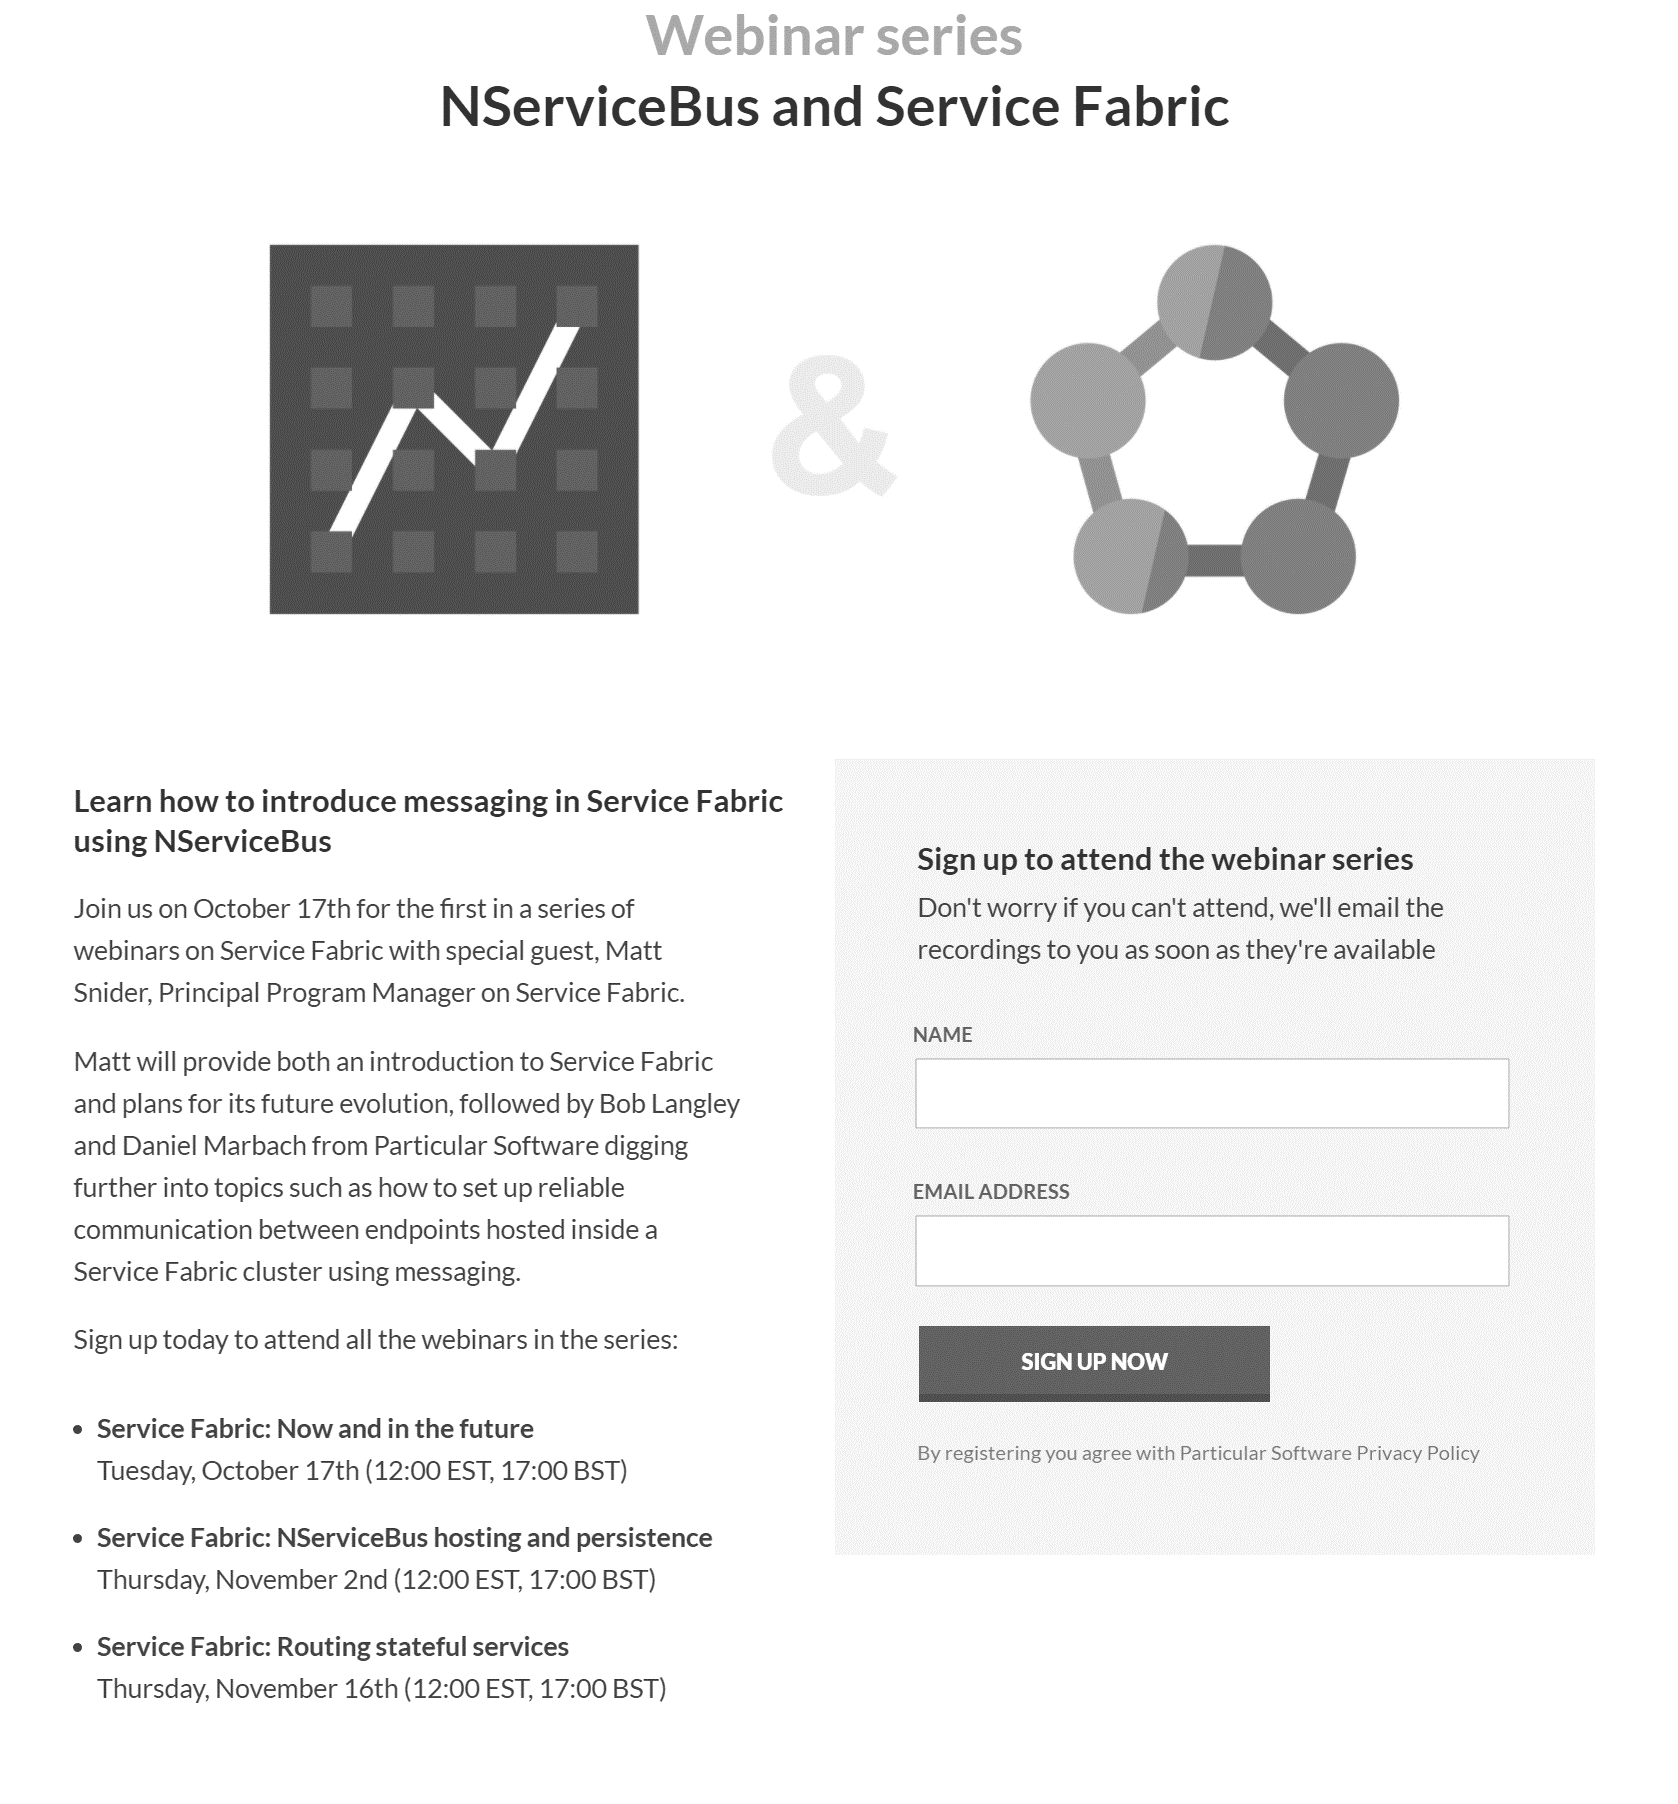 Webinar series
NServiceBus and Service Fabric
&
Learn how to introduce messaging in Service Fabric
using NServiceBus
Join us on October 17th for the first in a series of
webinars on Service Fabric with special guest, Matt
Snider, Principal Program Manager on Service Fabric.
Matt will provide both an introduction to Service Fabric
and plans for its future evolution, followed by Bob Langley
and Daniel Marbach from Particular Software digging
further into topics such as how to set up reliable
communication between endpoints hosted inside a
Service Fabric cluster using messaging.
Sign up today to attend all the webinars in the series:
• Service Fabric: Now and in the future
Tuesday, October 17th (12:00 EST, 17:00 BST)
• Service Fabric: NServiceBus hosting and persistence
Thursday, November 2nd (12:00 EST, 17:00 BST)
• Service Fabric: Routing stateful services
Thursday, November 16th (12:00 EST, 17:00 BST)
Sign up to attend the webinar series
Don't worry if you can't attend, we'll email the
recordings to you as soon as they're available
NAME
EMAIL ADDRESS
SIGN UP NOW
By registering you agree with Particular Software Privacy Policy